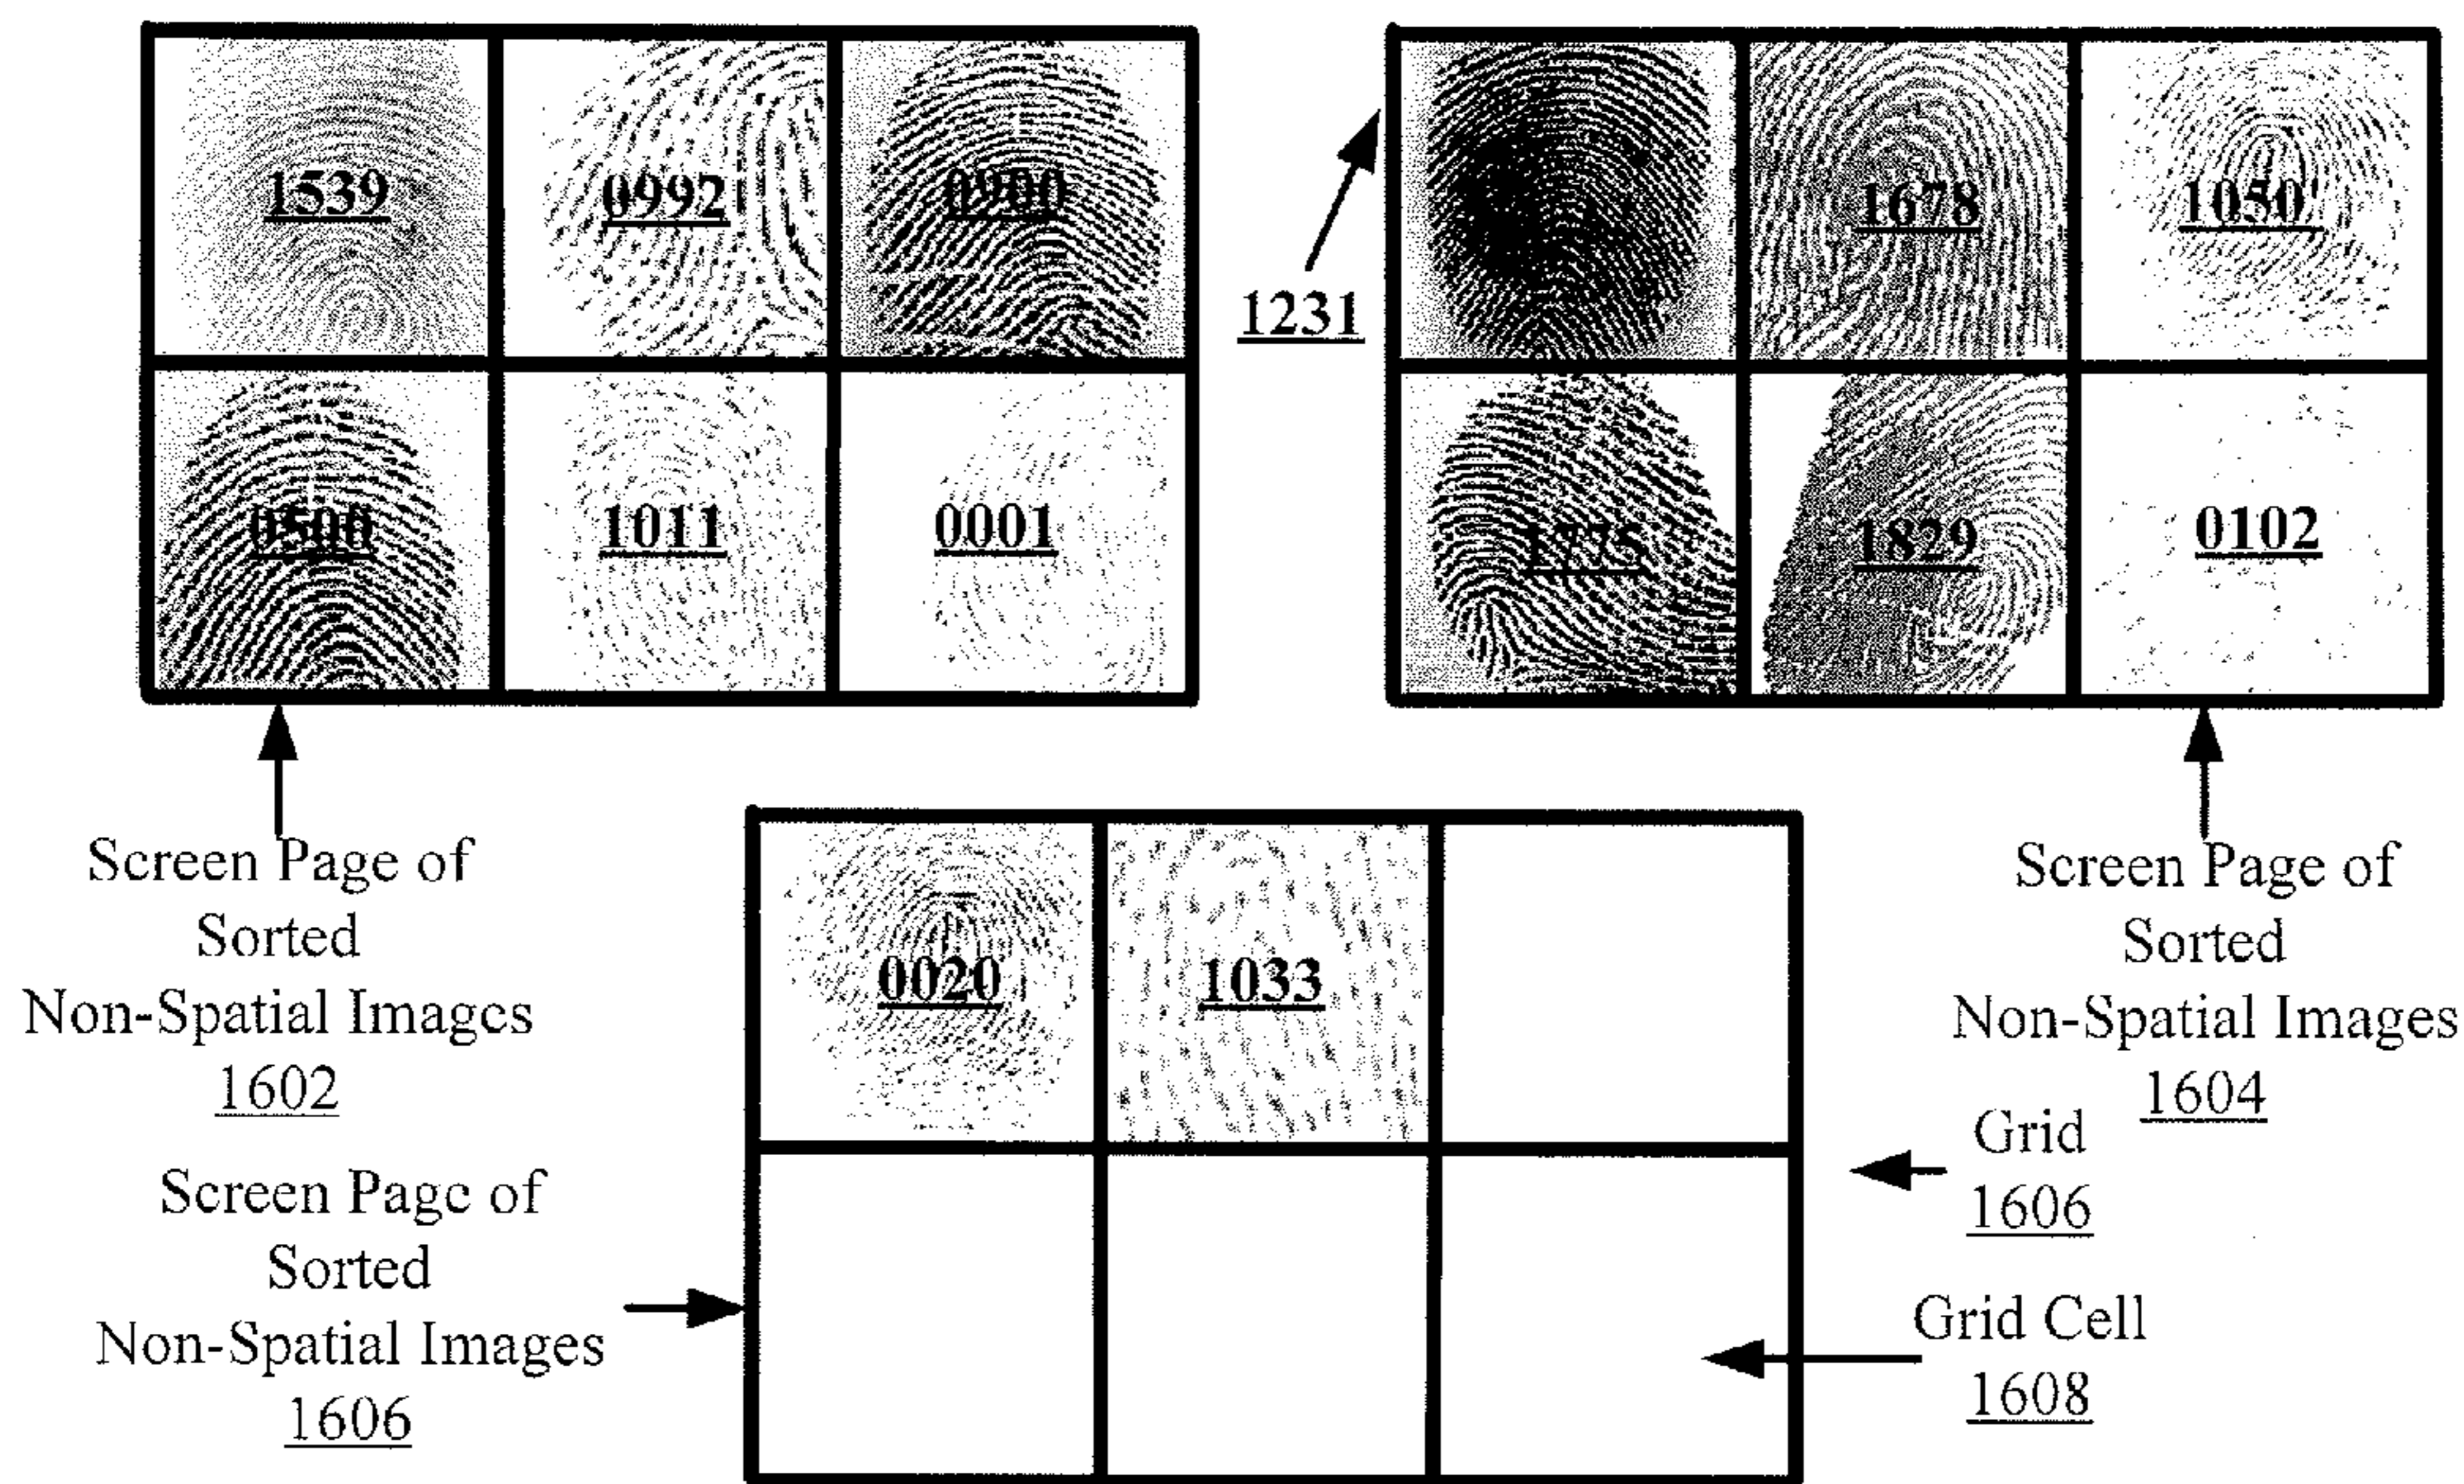 1539
0992
0900
0500
1011
0001
1231
1678
1050
1775
1829
0102
Screen Page of
Sorted
Non-Spatial Images
1602
Screen Page of
Sorted
Non-Spatial Images
1604
0020
1033
Screen Page of
Sorted
Non-Spatial Images
1606
Grid
1606
Grid Cell
1608